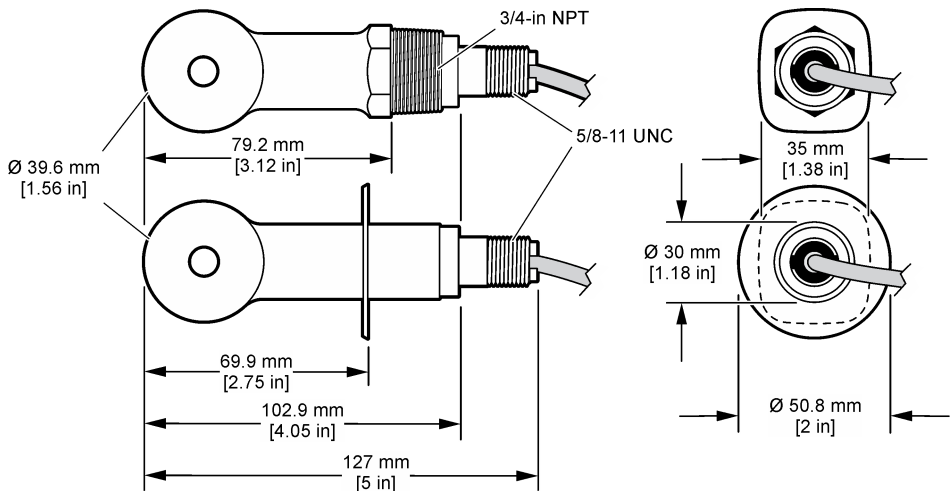 3/4-in NPT
5/8-11 UNC
79.2 mm
[3.12 in]
Ø 39.6 mm
[1.56 in]
35 mm
[1.38 in]
Ø 30 mm
[1.18 in]
69.9 mm
[2.75 in]
102.9 mm
[4.05 in]
Ø 50.8 mm
[2 in]
127 mm
[5 in]